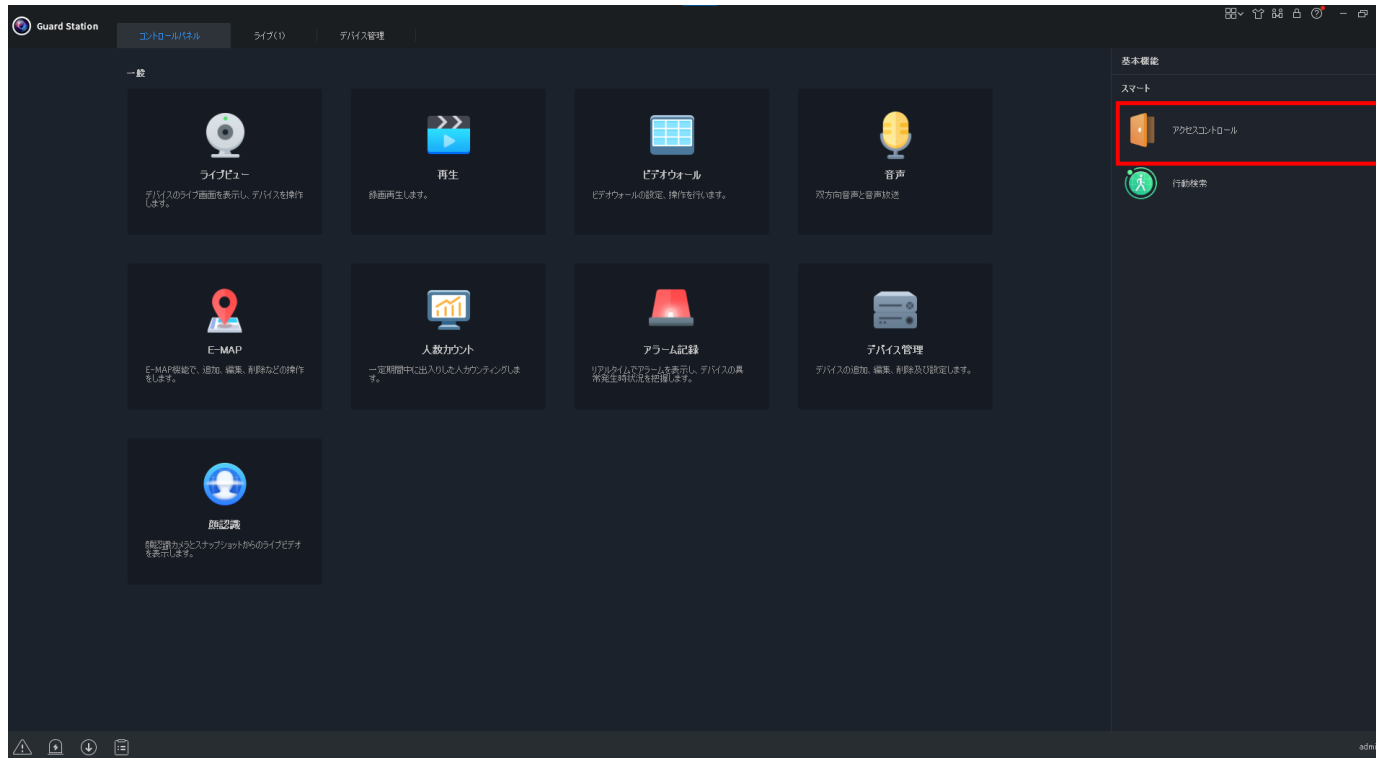 Guard Station
コントロールパネル
ライブ(1)
デバイス管理
一般
ライブビュー
デバイスのライブ画面を表示し、デバイスを操作
します。
再生
録画再生します。
ビデオウォール
ビデオウォールの設定、操作を行います。
音声
双方向音声と音声放送
E-MAP
E-MAP機能で、追加、編集、削除などの操作
をします。
人数カウント
一定期間中に出入りした人カウンティングしま
す。
アラーム記録
リアルタイムでアラームを表示し、デバイスの異
常発生時状況を把握します。
デバイス管理
デバイスの追加、編集、削除及び設定します。
顔認識
顔認識カメラとスナップショットからのライブビデオ
を表示します。
基本機能
スマート
アクセスコントロール
行動検索
admi